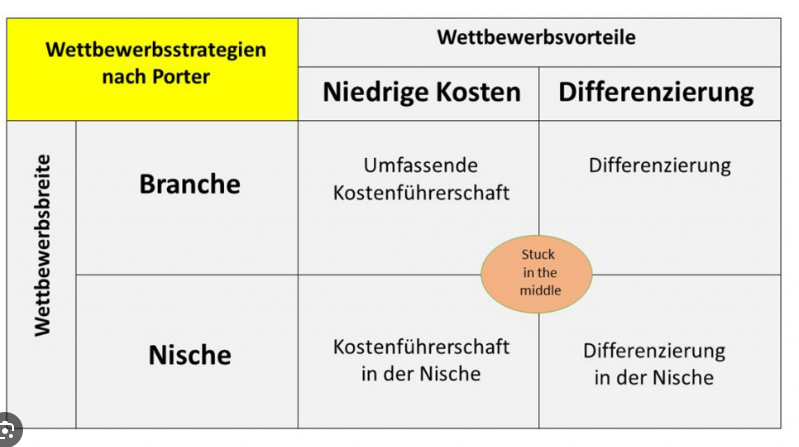 Wettbewerbsstrategien
nach Porter
Wettbewerbsvorteile
Niedrige Kosten
Differenzierung
Wettbewerbsbreite
Branche
Umfassende
Kostenführerschaft
Differenzierung
Stuck
in the
middle
Nische
Kostenführerschaft
in der Nische
Differenzierung
in der Nische